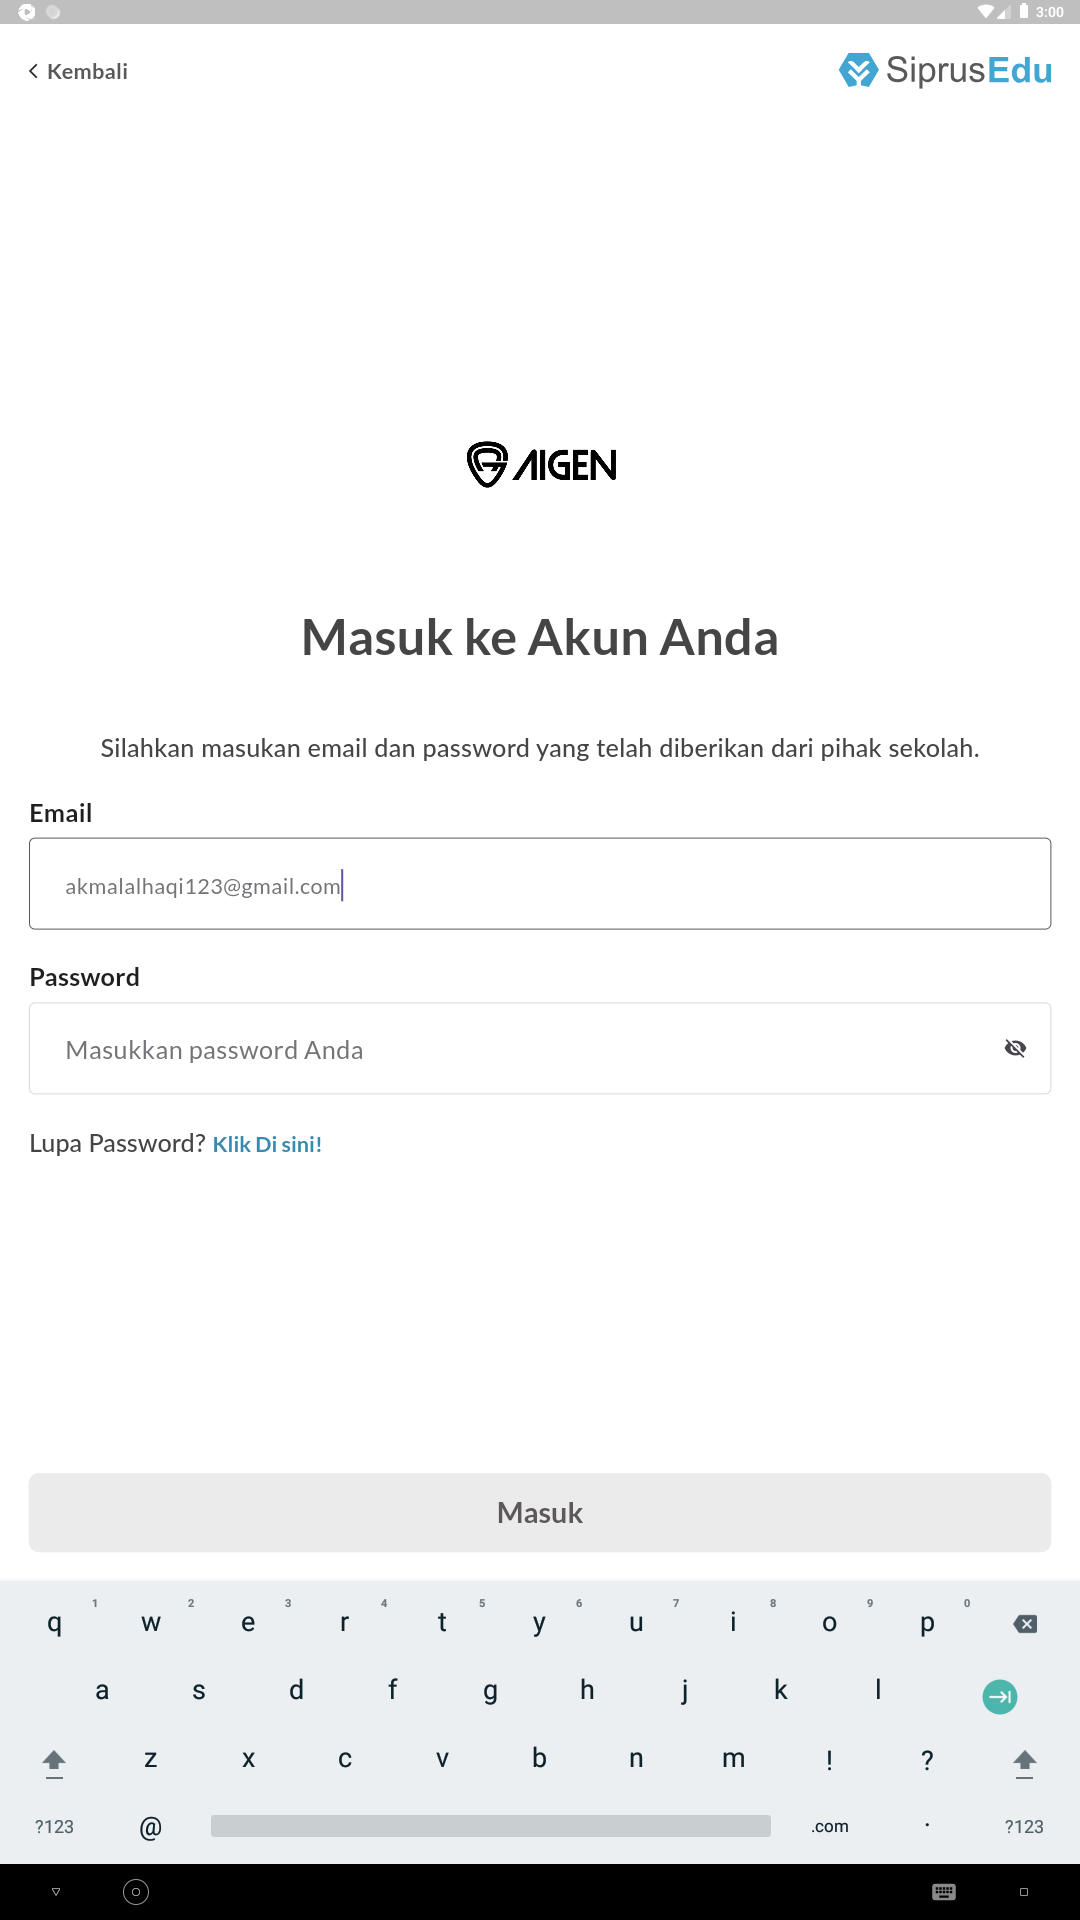 3:00
Kembali
SiprusEdu
AIGEN
Masuk ke Akun Anda
Silahkan masukan email dan password yang telah diberikan dari pihak sekolah.
Email
akmalalhaqi123@gmail.com
Password
Masukkan password Anda
Lupa Password? Klik Di sini!
Masuk
1 2 3 4 5 6 7 8 9 0
q w e r t y u i o p
a s d f g h j k l
z x c v b n m ! ?
?123 @ .com . ?123